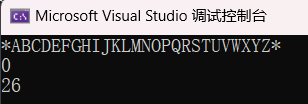 Microsoft Visual Studio 调试控制台
*ABCDEFGHIJKLMNOPQRSTUVWXYZ*
0
26